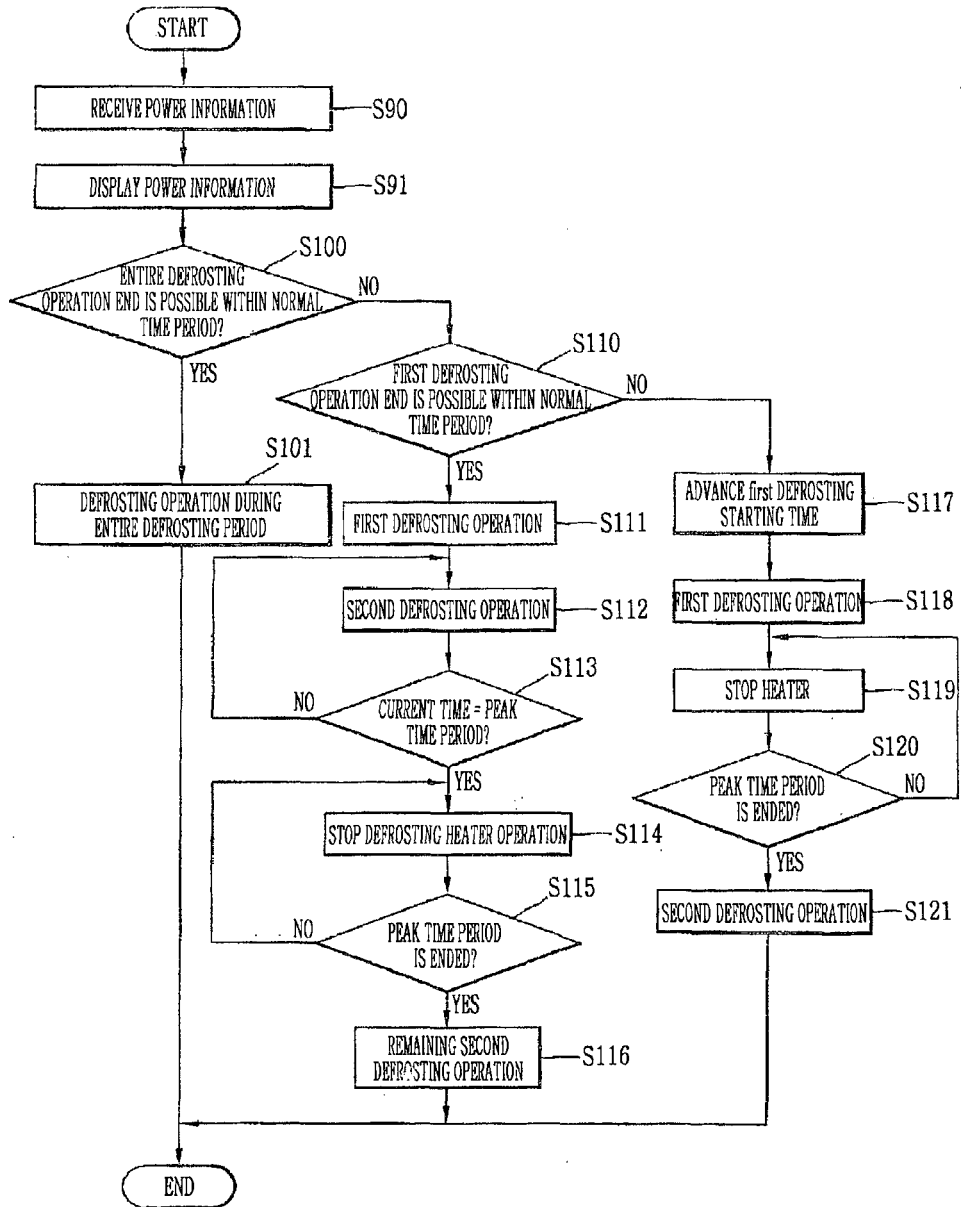 START
RECEIVE POWER INFORMATION
S90
DISPLAY POWER INFORMATION
S91
S100
ENTIRE DEFROSTING
OPERATION END IS POSSIBLE WITHIN NORMAL
TIME PERIOD?
NO
YES
S110
FIRST DEFROSTING
OPERATION END IS POSSIBLE WITHIN NORMAL
TIME PERIOD?
NO
YES
S101
DEFROSTING OPERATION DURING
ENTIRE DEFROSTING PERIOD
FIRST DEFROSTING OPERATION
S111
SECOND DEFROSTING OPERATION
S112
S113
CURRENT TIME = PEAK
TIME PERIOD?
NO
YES
STOP DEFROSTING HEATER OPERATION
S114
S115
PEAK TIME PERIOD
IS ENDED?
NO
YES
REMAINING SECOND
DEFROSTING OPERATION
S116
ADVANCE first DEFROSTING
STARTING TIME
S117
FIRST DEFROSTING OPERATION
S118
STOP HEATER
S119
S120
PEAK TIME PERIOD
IS ENDED?
NO
YES
SECOND DEFROSTING OPERATION
S121
END